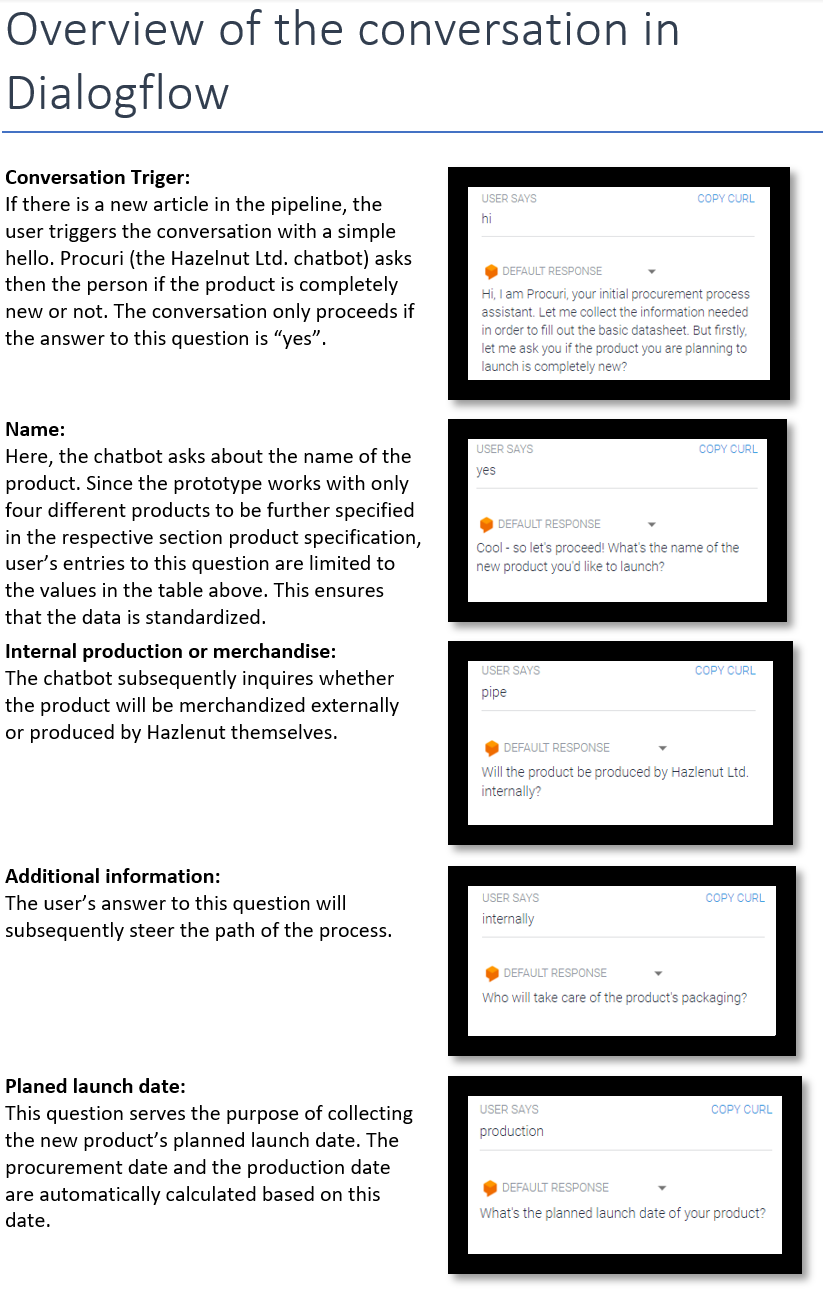 Overview of the conversation in
Dialogflow
Conversation Triger:
If there is a new article in the pipeline, the
user triggers the conversation with a simple
hello. Procuri (the Hazelnut Ltd. chatbot) asks
then the person if the product is completely
new or not. The conversation only proceeds if
the answer to this question is “yes”.
USER SAYS COPY CURL
hi
DEFAULT RESPONSE
Hi, I am Procuri, your initial procurement process
assistant. Let me collect the information needed
in order to fill out the basic datasheet. But firstly,
let me ask you if the product you are planning to
launch is completely new?
Name:
Here, the chatbot asks about the name of the
product. Since the prototype works with only
four different products to be further specified
in the respective section product specification,
user’s entries to this question are limited to
the values in the table above. This ensures
that the data is standardized.
USER SAYS COPY CURL
yes
DEFAULT RESPONSE
Cool - so let's proceed! What's the name of the
new product you'd like to launch?
Internal production or merchandise:
The chatbot subsequently inquires whether
the product will be merchandized externally
or produced by Hazlenut themselves.
USER SAYS COPY CURL
pipe
DEFAULT RESPONSE
Will the product be produced by Hazlenut Ltd.
internally?
Additional information:
The user’s answer to this question will
subsequently steer the path of the process.
USER SAYS COPY CURL
internally
DEFAULT RESPONSE
Who will take care of the product's packaging?
Planed launch date:
This question serves the purpose of collecting
the new product’s planned launch date. The
procurement date and the production date
are automatically calculated based on this
date.
USER SAYS COPY CURL
production
DEFAULT RESPONSE
What's the planned launch date of your product?